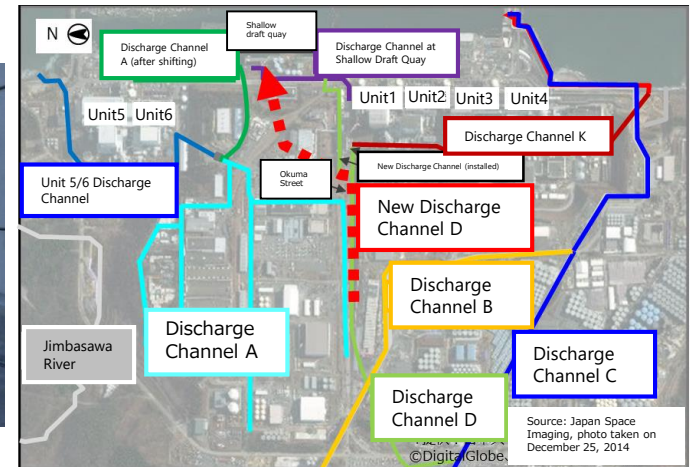 N
Discharge Channel
A (after shifting)
Shallow
draft quay
Discharge Channel at
Shallow Draft Quay
Unit5 Unit6
Unit1 Unit2 Unit3 Unit4
Discharge Channel K
Unit 5/6 Discharge
Channel
Okuma
Street
New Discharge Channel (installed)
New Discharge
Channel D
Discharge
Channel B
Discharge
Channel A
Jimbasawa
River
Discharge
Channel C
Discharge
Channel D
Source: Japan Space
Imaging, photo taken on
December 25, 2014
©DigitalGlobe、